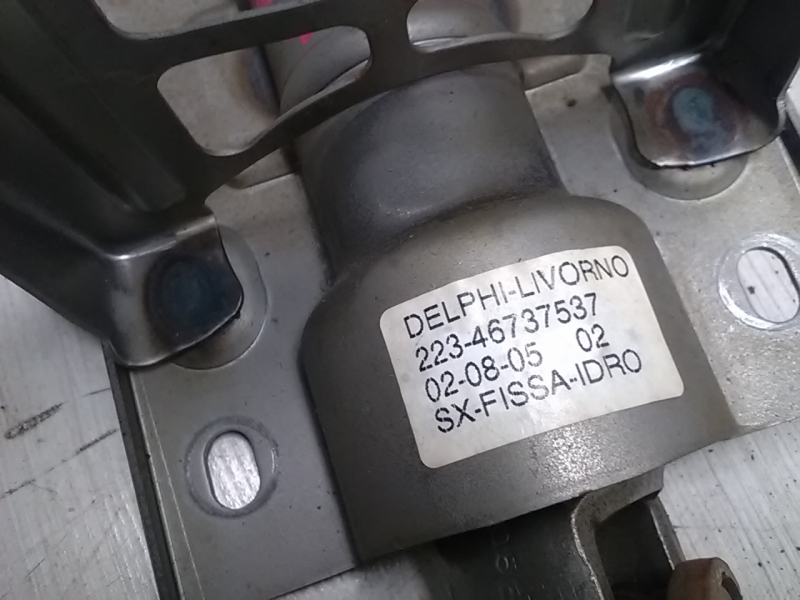 DELPHI-LIVORNO
223-46737537
02-08-05 02
SX-FISSA-IDRO